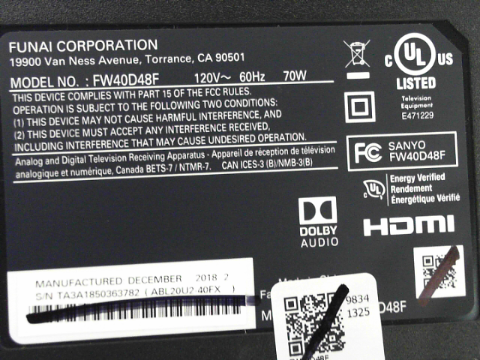 FUNAI CORPORATION
19900 Van Ness Avenue, Torrance, CA 90501
MODEL NO. : FW40D48F 120V~ 60Hz 70W
THIS DEVICE COMPLIES WITH PART 15 OF THE FCC RULES.
OPERATION IS SUBJECT TO THE FOLLOWING TWO CONDITIONS:
(1) THIS DEVICE MAY NOT CAUSE HARMFUL INTERFERENCE, AND
(2) THIS DEVICE MUST ACCEPT ANY INTERFERENCE RECEIVED,
INCLUDING INTERFERENCE THAT MAY CAUSE UNDESIRED OPERATION.
Analog and Digital Television Receiving Apparatus - Appareil de réception de télévision
analogique et numérique, Canada BETS-7 / NTMR-7. CAN ICES-3 (B)/NMB-3(B)
C UL US
LISTED
Television
Equipment
E471229
FC SANYO
FW40D48F
UL
Energy Verified
Rendement
Énergétique Vérifié
DOLBY
AUDIO
HDMI
MANUFACTURED DECEMBER 2018 2
S/N TA3A1850363782 ( ABL20U2 40FX )
9834
1325
D48F